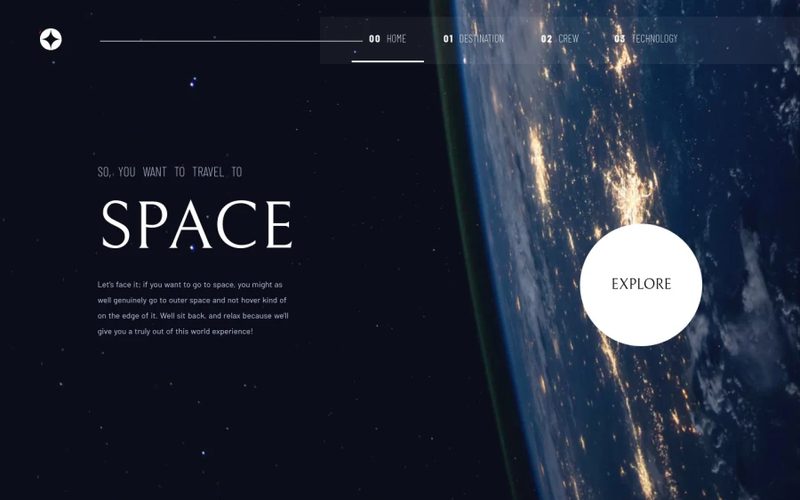 00 HOME 01 DESTINATION 02 CREW 03 TECHNOLOGY
SO, YOU WANT TO TRAVEL TO
SPACE
Let's face it; if you want to go to space, you might as
well genuinely go to outer space and not hover kind of
on the edge of it. Well sit back, and relax because we'll
give you a truly out of this world experience!
EXPLORE